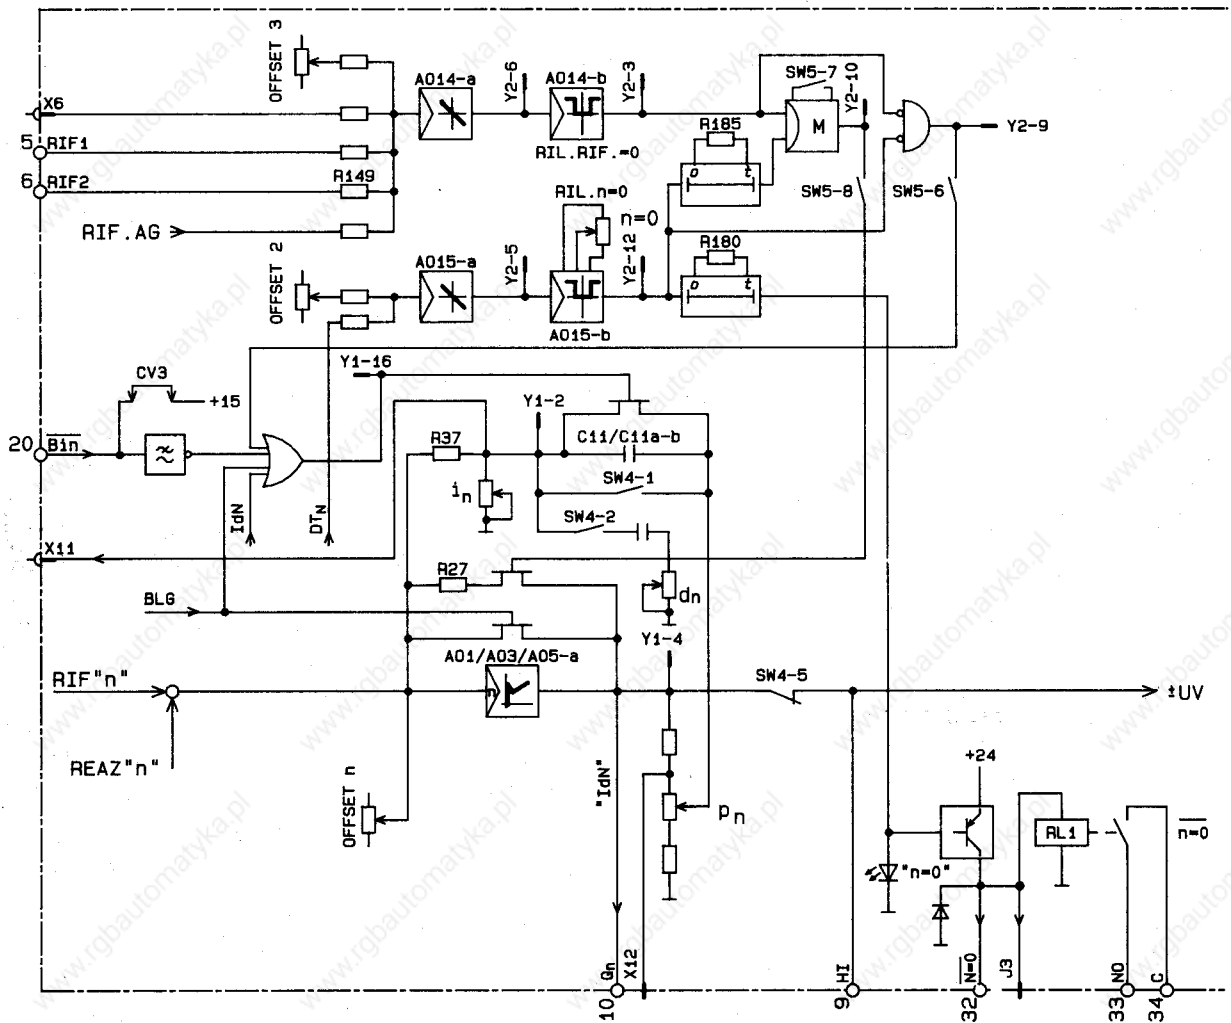 OFFSET 3
X6
5 RIF1
6 RIF2
R149
RIF.AG
OFFSET 2
A014-a
Y2-6
A014-b
RIL.RIF.=0
Y2-3
SW5-7
M
Y2-10
Y2-9
R185
o t
SW5-8
SW5-6
RIL.n=0
n=0
A015-a
Y2-5
A015-b
Y2-12
R180
o t
Y1-16
CV3
+15
20 Bin
IdN
DTN
X11
BLG
Y1-2
R37
C11/C11a-b
in
SW4-1
SW4-2
R27
dn
Y1-4
A01/A03/A05-a
n
RIF"n"
REAZ"n"
SW4-5
±UV
OFFSET n
"IdN"
pn
+24
RL1
n=0
"n=0"
10 Qn
X12
9 HI
32 N=0
J3
33 NO
34 C
www.rgbautomatyka.pl